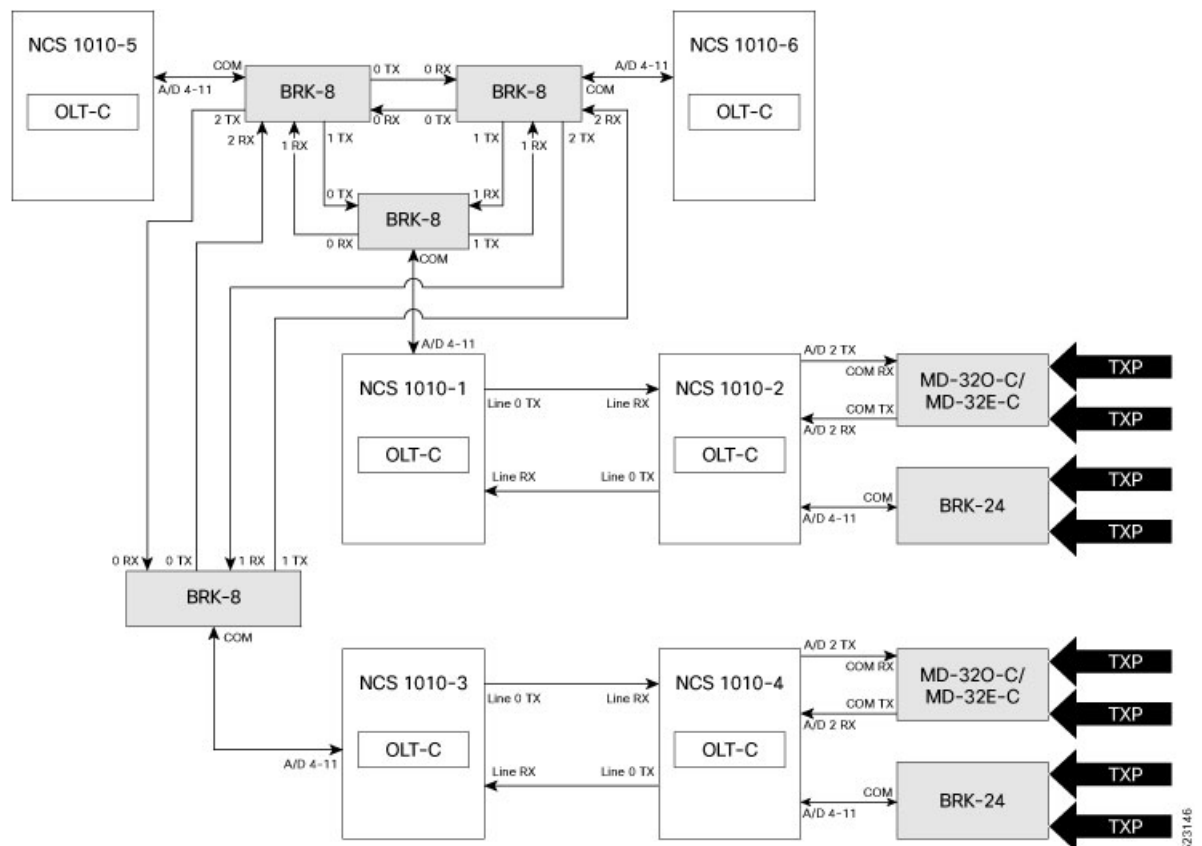 NCS 1010-5
OLT-C
A/D 4-11
COM
BRK-8
0 TX
0 RX
BRK-8
COM
A/D 4-11
NCS 1010-6
OLT-C
2 TX
2 RX
1 RX
1 TX
0 RX
0 TX
1 TX
1 RX
2 TX
2 RX
0 TX
1 RX
BRK-8
0 RX
1 TX
COM
A/D 4-11
NCS 1010-1
OLT-C
Line 0 TX
Line RX
Line RX
Line 0 TX
NCS 1010-2
OLT-C
A/D 2 TX
COM RX
COM TX
A/D 2 RX
MD-32O-C/
MD-32E-C
TXP
TXP
COM
A/D 4-11
BRK-24
TXP
TXP
0 RX
0 TX
1 RX
1 TX
BRK-8
COM
A/D 4-11
NCS 1010-3
OLT-C
Line 0 TX
Line RX
Line RX
Line 0 TX
NCS 1010-4
OLT-C
A/D 2 TX
COM RX
COM TX
A/D 2 RX
MD-32O-C/
MD-32E-C
TXP
TXP
COM
A/D 4-11
BRK-24
TXP
TXP